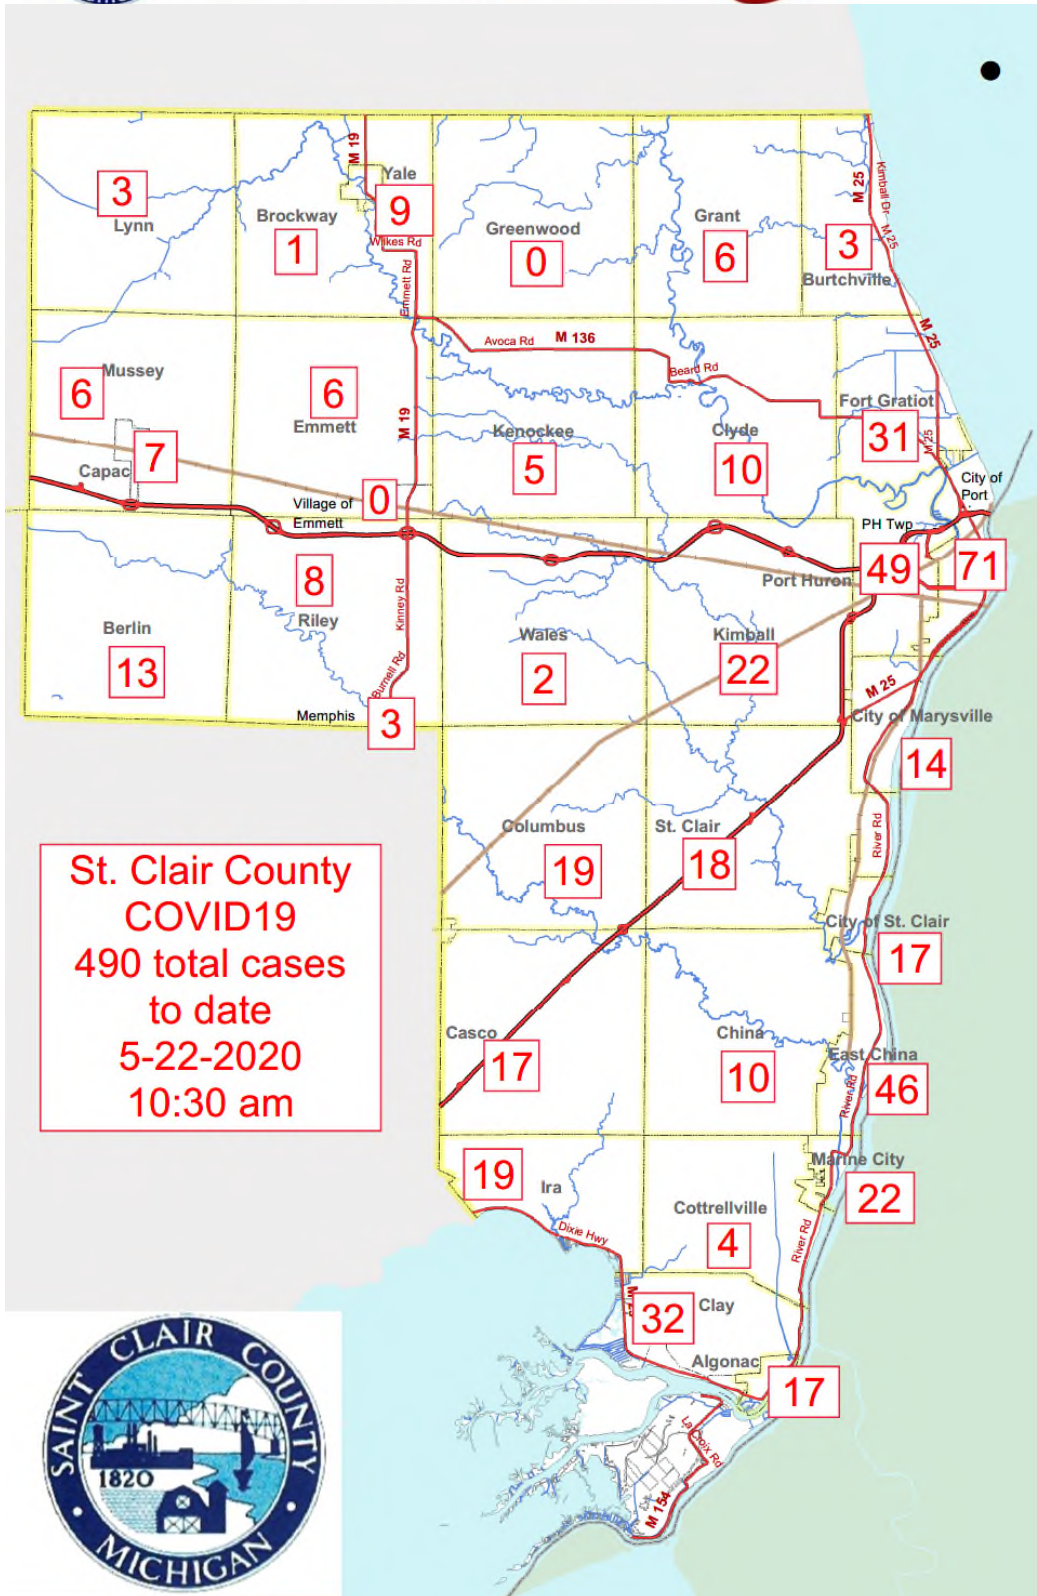 M 19
Yale
9
3
Lynn
Brockway
1
Wilkes Rd
Emmett Rd
Greenwood
0
Grant
6
M 25
Kimball Dr
M 25
3
Burtchville
M 25
Avoca Rd
M 136
Beard Rd
Mussey
6
6
Emmett
M 19
Fort Gratiot
31
M 25
Kenockee
5
Clyde
10
7
Capac
Village of
Emmett
0
City of
Port
PH Twp
Port Huron
49
71
8
Riley
Kinney Rd
Berlin
13
Wales
2
Kimball
22
Burnell Rd
Memphis
3
M 25
City of Marysville
14
River Rd
Columbus
19
St. Clair
18
St. Clair County
COVID19
490 total cases
to date
5-22-2020
10:30 am
City of St. Clair
17
Casco
17
China
10
East China
46
River Rd
19
Ira
Marine City
22
Cottrellville
4
Dixie Hwy
River Rd
32
Clay
Algonac
17
La Croix Rd
M 154
SAINT CLAIR COUNTY
1820
MICHIGAN